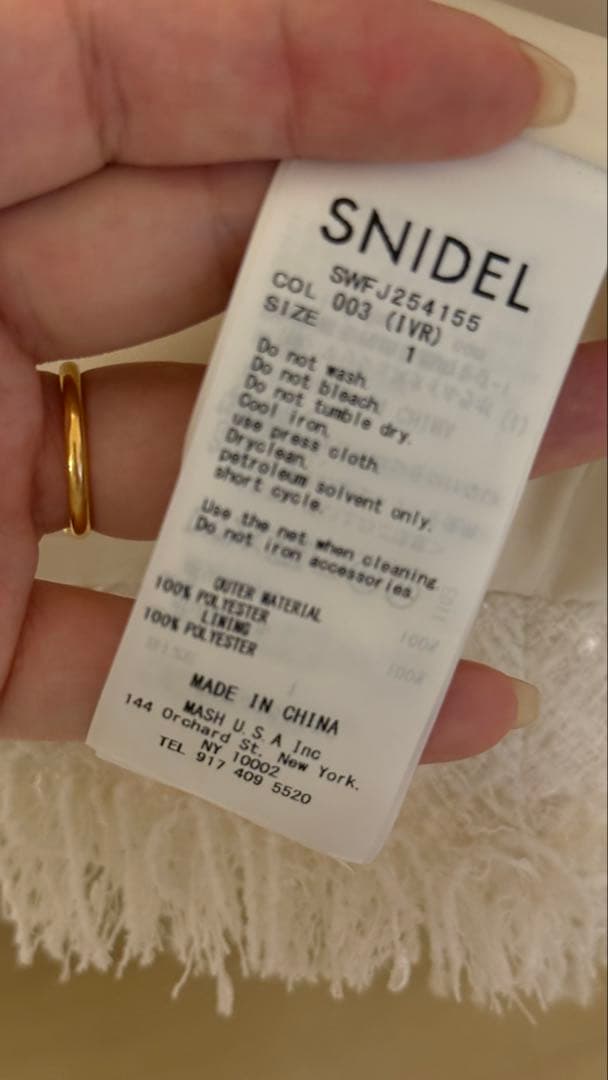 SNIDEL
SWFJ254155
COL 003 (IVR)
SIZE 1
Do not wash.
Do not bleach.
Do not tumble dry.
Cool iron,
use press cloth.
Dryclean,
petroleum solvent only.
short cycle.
Use the net when cleaning.
Do not iron accessories.
OUTER MATERIAL
100% POLYESTER
LINING
100% POLYESTER
MADE IN CHINA
MASH U.S.A Inc
144 Orchard St. New York.
NY 10002
TEL 917 409 5520